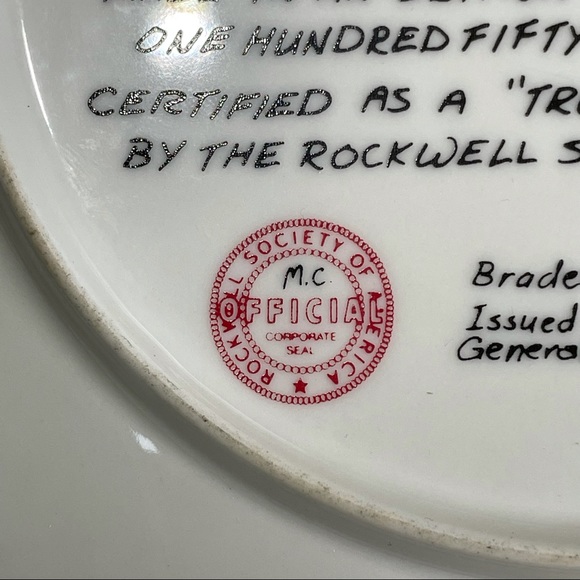 ONE HUNDRED FIFTY
CERTIFIED AS A "TR
BY THE ROCKWELL S
ROCKWELL SOCIETY OF AMERICA
M.C.
OFFICIAL
CORPORATE
SEAL
Brade
Issued
Genera